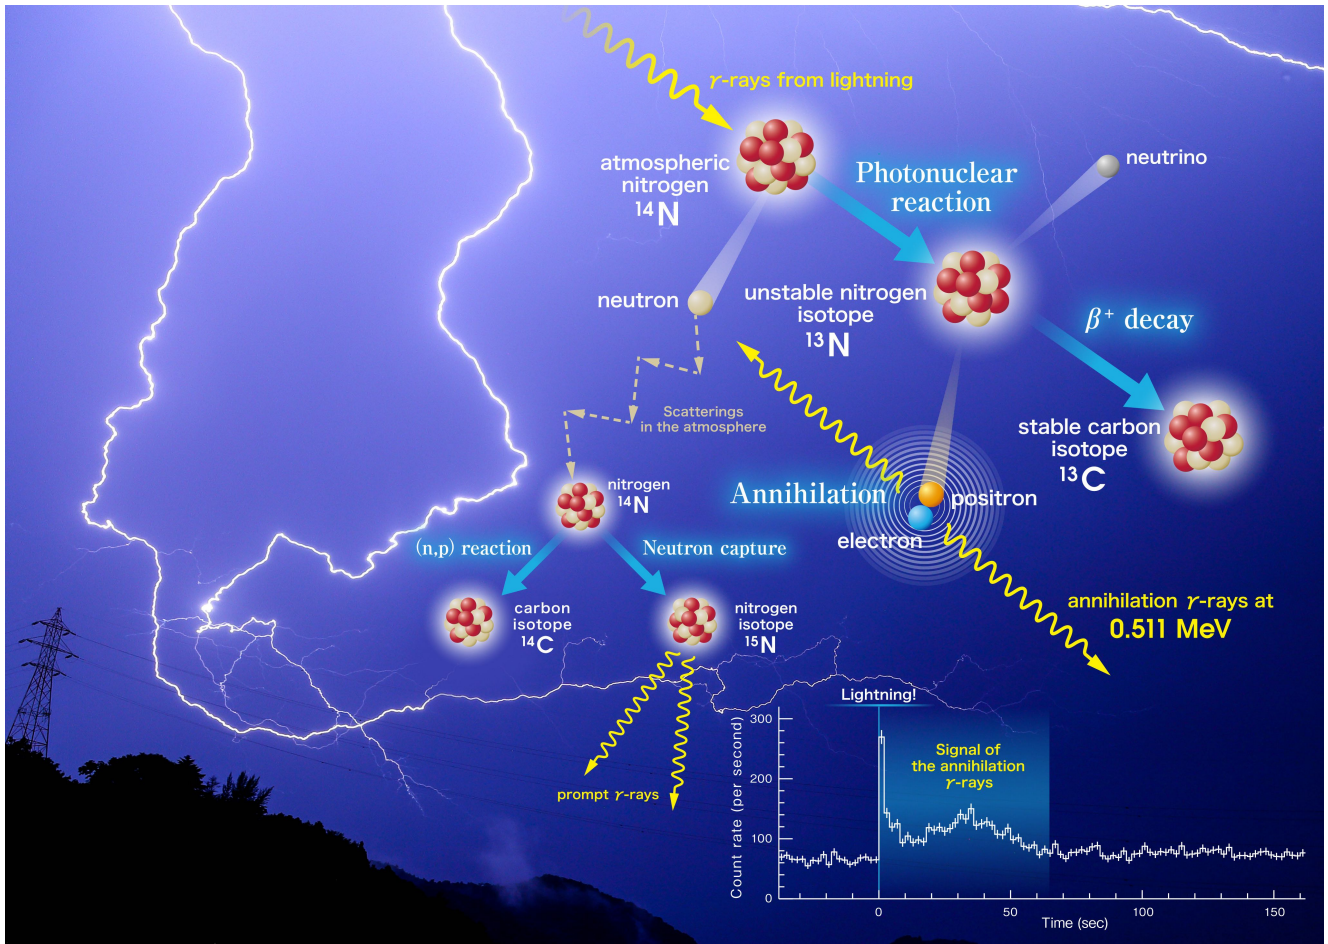 γ-rays from lightning
atmospheric
nitrogen
¹⁴N
Photonuclear
reaction
neutrino
neutron
unstable nitrogen
isotope
¹³N
β⁺ decay
Scatterings
in the atmosphere
stable carbon
isotope
¹³C
nitrogen
¹⁴N
Annihilation
positron
electron
(n,p) reaction
Neutron capture
carbon
isotope
¹⁴C
nitrogen
isotope
¹⁵N
annihilation γ-rays at
0.511 MeV
prompt γ-rays
Lightning!
Signal of
the annihilation
γ-rays
Count rate (per second)
300
200
100
0
0
50
100
150
Time (sec)